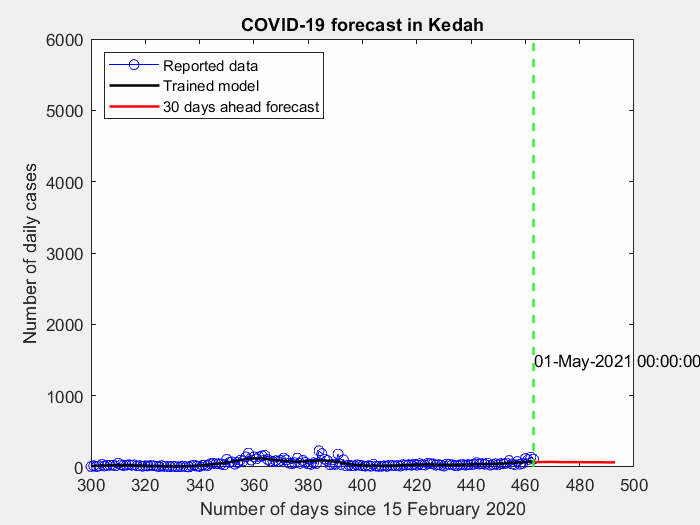 COVID-19 forecast in Kedah
6000
5000
4000
3000
2000
1000
0
Number of daily cases
Reported data
Trained model
30 days ahead forecast
01-May-2021 00:00:00
300 320 340 360 380 400 420 440 460 480 500
Number of days since 15 February 2020